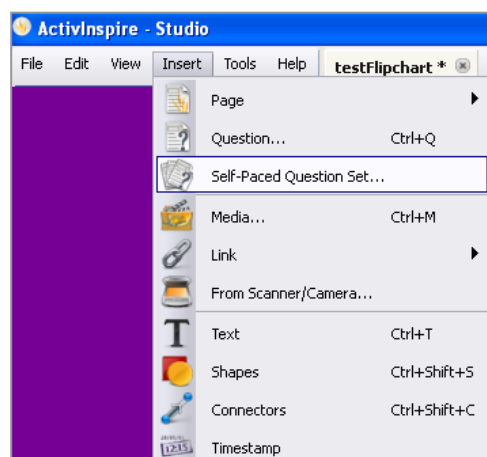 ActivInspire - Studio
File Edit View Insert Tools Help testFlipchart *
Page
Question... Ctrl+Q
Self-Paced Question Set...
Media... Ctrl+M
Link
From Scanner/Camera...
Text Ctrl+T
Shapes Ctrl+Shift+S
Connectors Ctrl+Shift+C
Timestamp